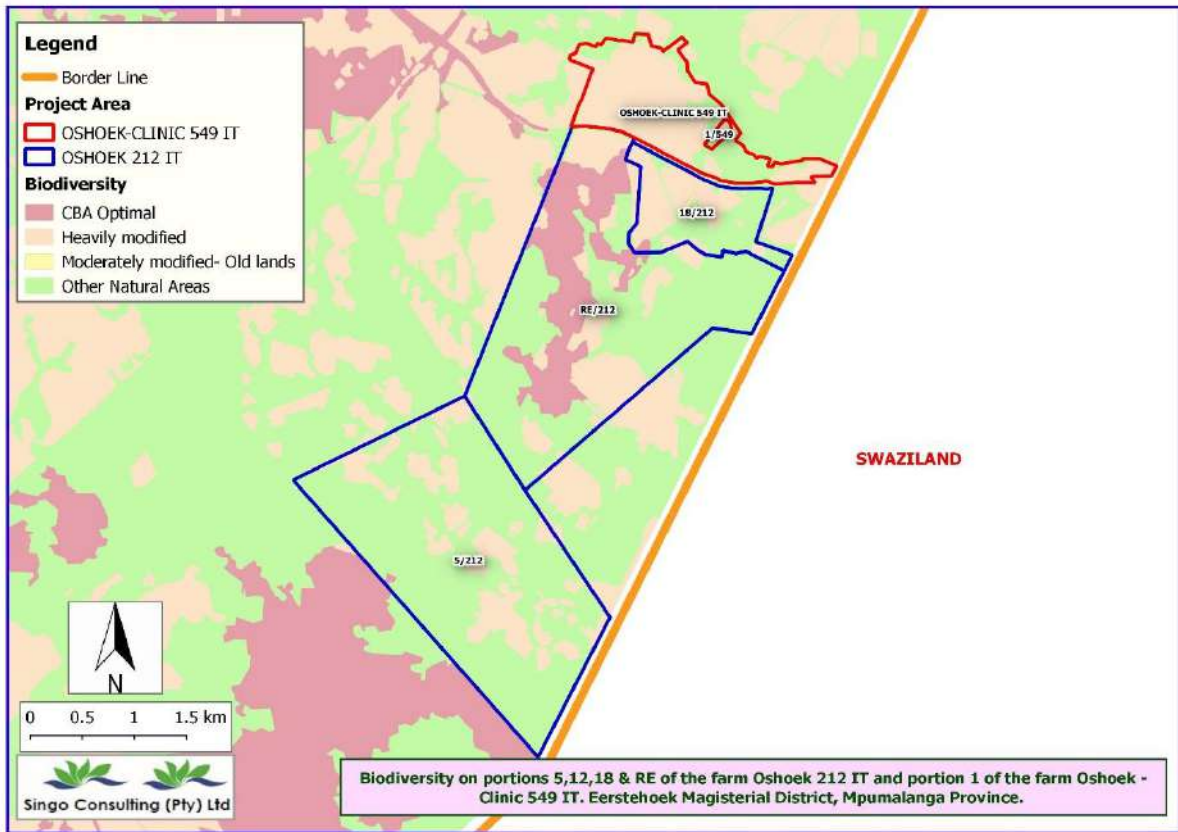 Legend
Border Line
Project Area
OSHOEK-CLINIC 549 IT
OSHOEK 212 IT
Biodiversity
CBA Optimal
Heavily modified
Moderately modified- Old lands
Other Natural Areas
OSHOEK-CLINIC 549 IT
1/549
18/212
RE/212
SWAZILAND
5/212
N
0 0.5 1 1.5 km
Singo Consulting (Pty) Ltd
Biodiversity on portions 5,12,18 & RE of the farm Oshoek 212 IT and portion 1 of the farm Oshoek -
Clinic 549 IT. Eerstehoek Magisterial District, Mpumalanga Province.